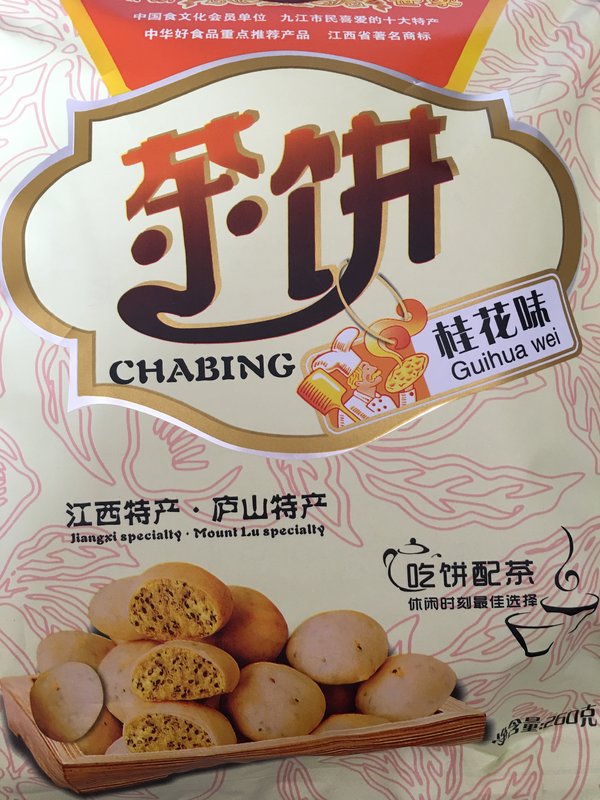 中国食文化会员单位 九江市民喜爱的十大特产
中华好食品重点推荐产品 江西省著名商标
茶饼
CHABING
桂花味
Guihua wei
江西特产·庐山特产
Jiangxi specialty · Mount Lu specialty
吃饼配茶
休闲时刻最佳选择
净含量:260克